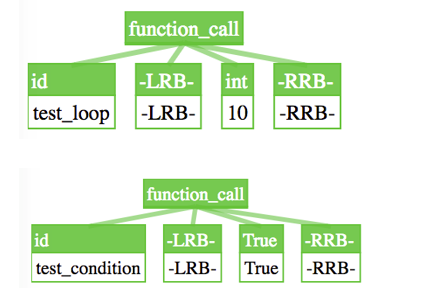 function_call
id -LRB- int -RRB-
test_loop -LRB- 10 -RRB-
function_call
id -LRB- True -RRB-
test_condition -LRB- True -RRB-